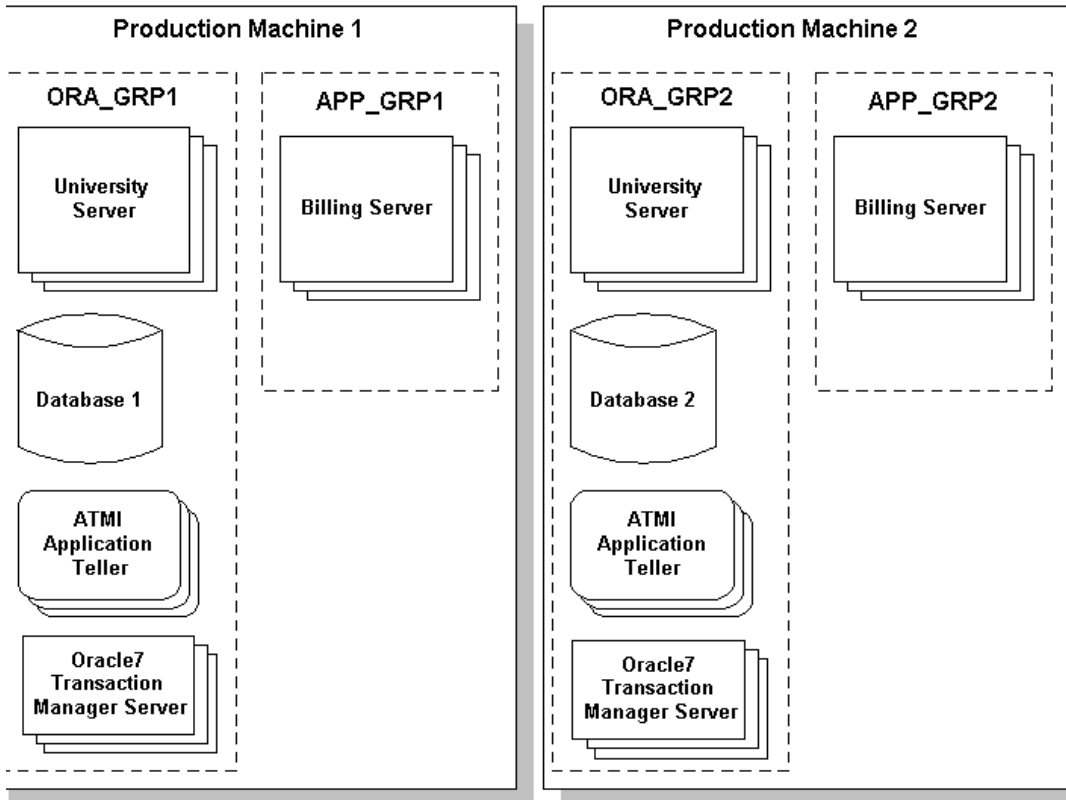 Production Machine 1
ORA_GRP1
University
Server
Database 1
ATMI
Application
Teller
Oracle7
Transaction
Manager Server
APP_GRP1
Billing Server
Production Machine 2
ORA_GRP2
University
Server
Database 2
ATMI
Application
Teller
Oracle7
Transaction
Manager Server
APP_GRP2
Billing Server